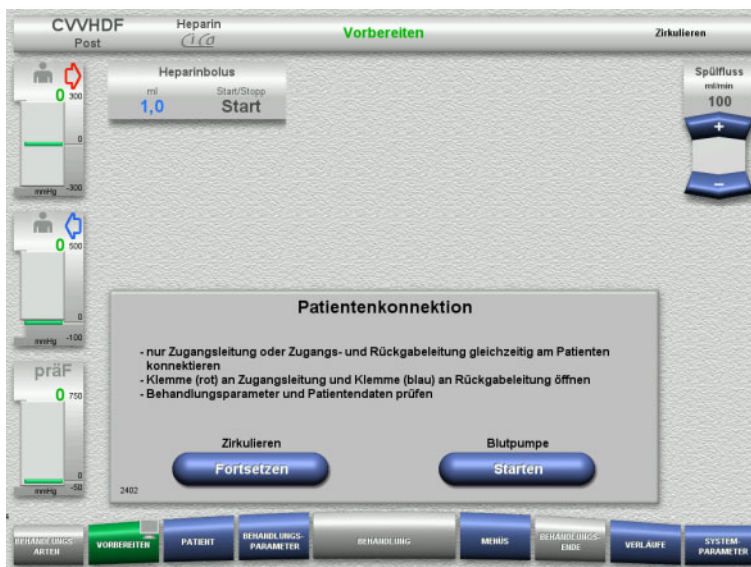 CVVHDF
Post
Heparin
Cica
Vorbereiten
Zirkulieren
0
300
0
-300
mmHg
Heparinbolus
ml
Start/Stopp
1,0
Start
Spülfluss
ml/min
100
+
−
0
500
0
-100
mmHg
präF
0
750
0
-50
mmHg
Patientenkonnektion
- nur Zugangsleitung oder Zugangs- und Rückgabeleitung gleichzeitig am Patienten
konnektieren
- Klemme (rot) an Zugangsleitung und Klemme (blau) an Rückgabeleitung öffnen
- Behandlungsparameter und Patientendaten prüfen
Zirkulieren
Blutpumpe
Fortsetzen
Starten
2402
BEHANDLUNGS-
ARTEN
VORBEREITEN
PATIENT
BEHANDLUNGS-
PARAMETER
BEHANDLUNG
MENÜS
BEHANDLUNGS-
ENDE
VERLÄUFE
SYSTEM-
PARAMETER